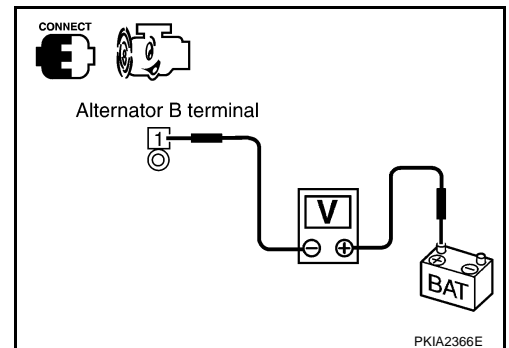 CONNECT
Alternator B terminal
1
V
− +
+ −
BAT
PKIA2366E